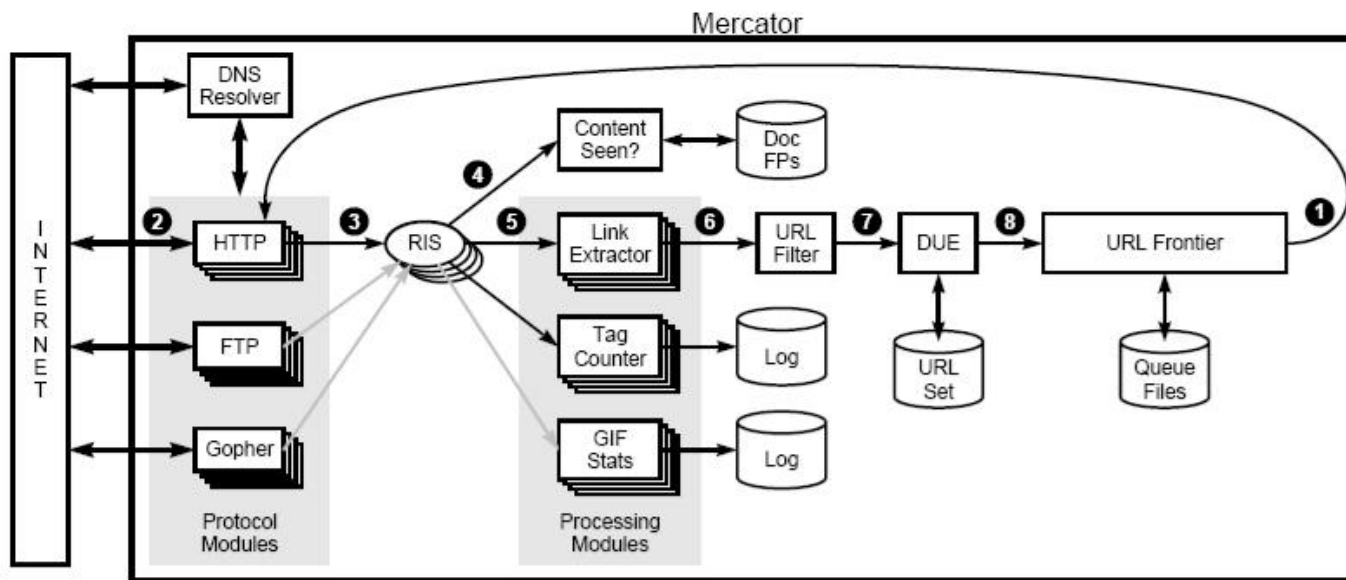 Mercator
INTERNET
DNS
Resolver
Content
Seen?
Doc
FPs
4
2
HTTP
3
RIS
5
Link
Extractor
6
URL
Filter
7
DUE
8
URL Frontier
1
FTP
Tag
Counter
Log
URL
Set
Queue
Files
Gopher
GIF
Stats
Log
Protocol
Modules
Processing
Modules